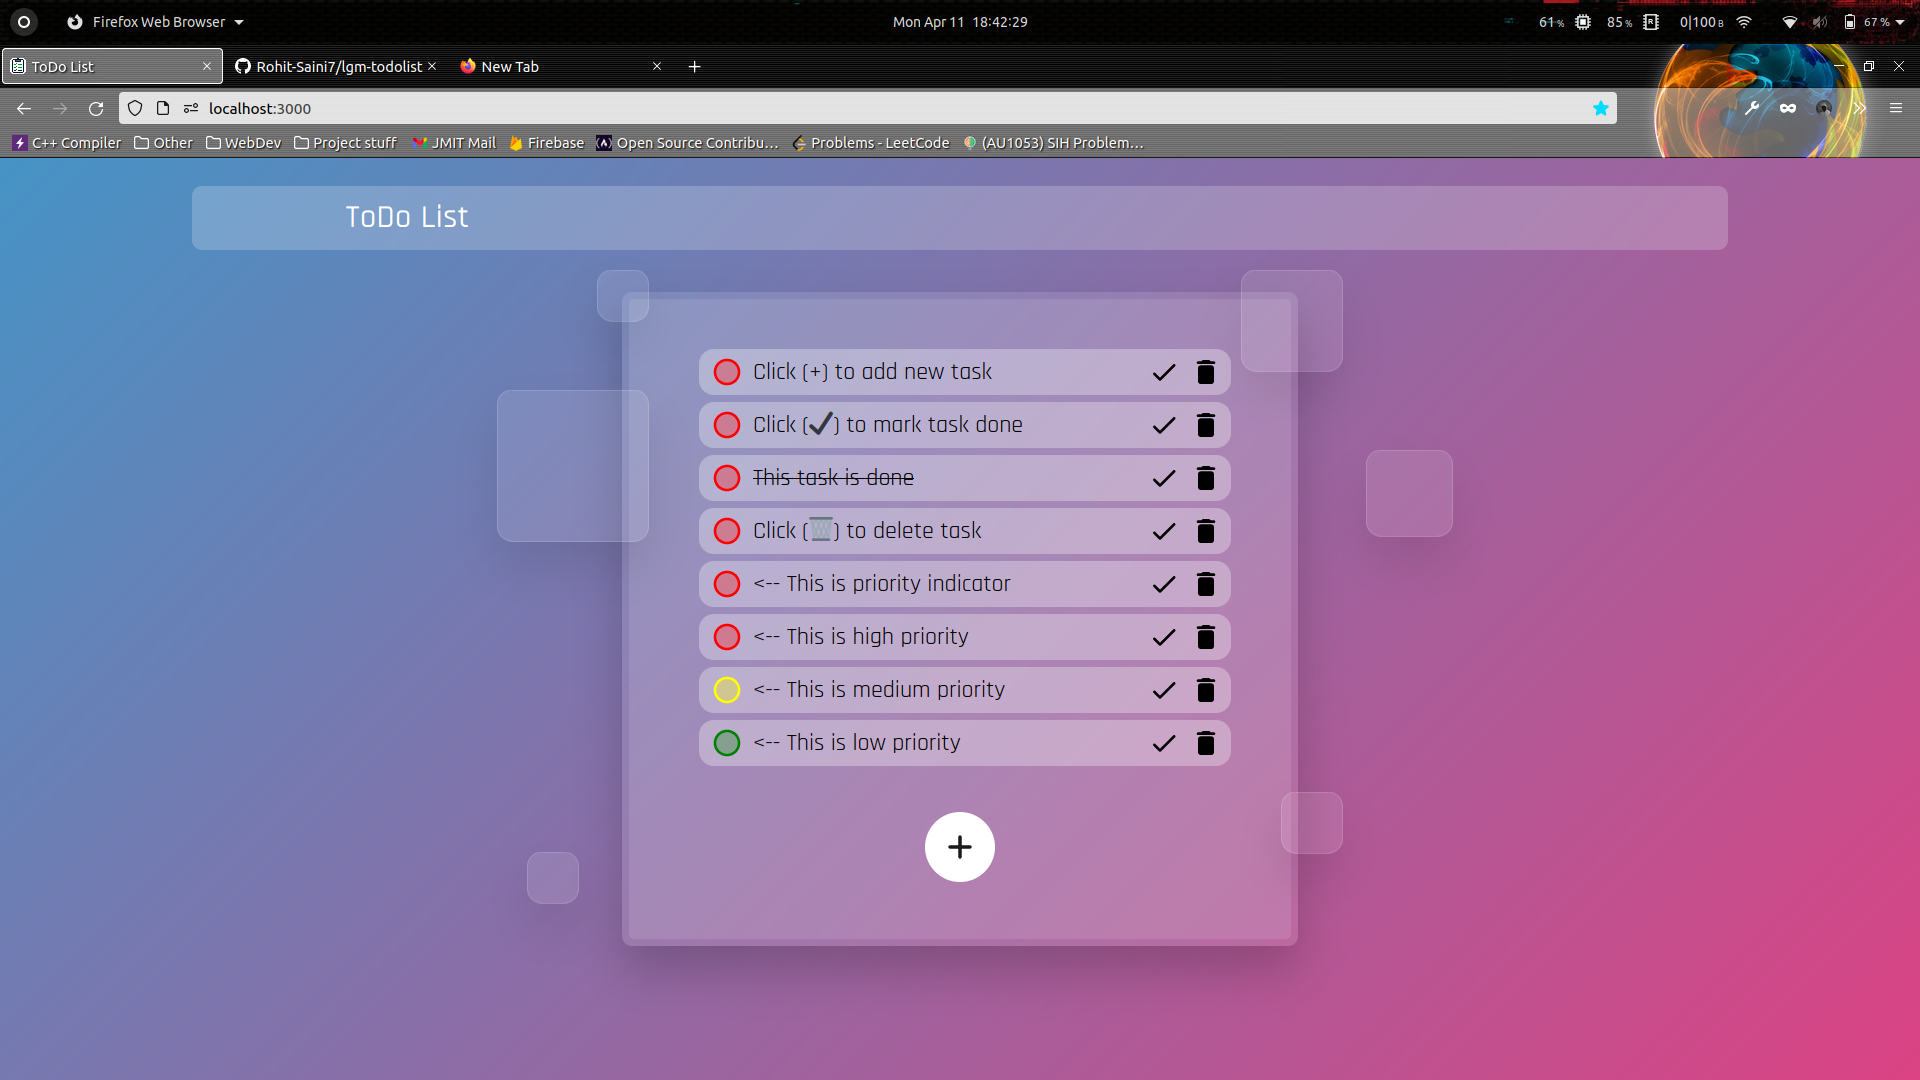 Firefox Web Browser
Mon Apr 11 18:42:29
61 % 85 % R 0|100 B 67 %
ToDo List
Rohit-Saini7/lgm-todolist
New Tab
localhost:3000
C++ Compiler Other WebDev Project stuff JMIT Mail Firebase Open Source Contribu… Problems - LeetCode (AU1053) SIH Problem…
ToDo List
Click (+) to add new task
Click (✔) to mark task done
This task is done
Click (🗑) to delete task
<-- This is priority indicator
<-- This is high priority
<-- This is medium priority
<-- This is low priority
+